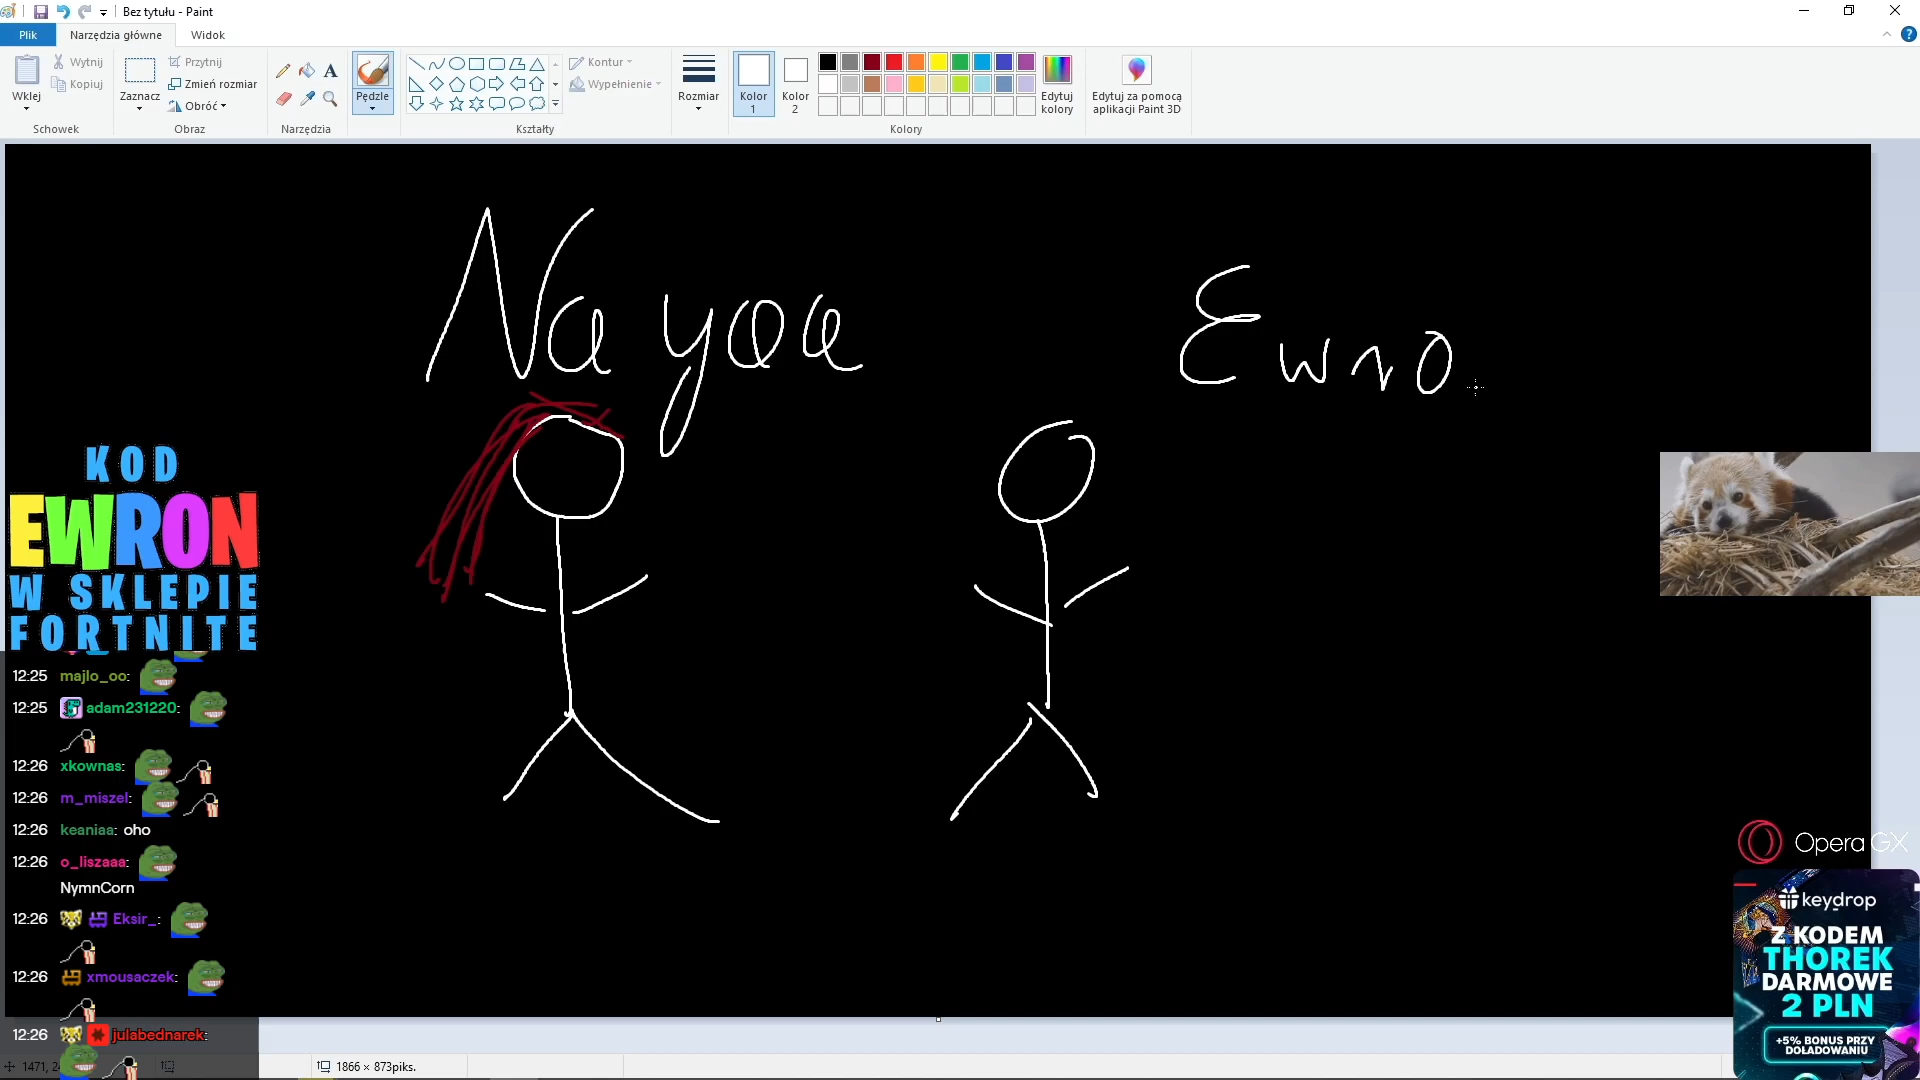 Bez tytułu - Paint
Plik Narzędzia główne Widok
Wklej
Wytnij
Kopiuj
Schowek
Zaznacz
Przytnij
Zmień rozmiar
Obróć
Obraz
Narzędzia
Pędzle
Kształty
Kontur
Wypełnienie
Rozmiar
Kolor 1
Kolor 2
Kolory
Edytuj kolory
Edytuj za pomocą aplikacji Paint 3D
Nayaa
Ewro
KOD
EWRON
W SKLEPIE
FORTNITE
12:25 majlo_oo:
12:25 adam231220:
12:26 xkownas:
12:26 m_miszel:
12:26 keaniaa: oho
12:26 o_liszaaa:
NymnCorn
12:26 Eksir_:
12:26 xmousaczek:
12:26 julabednarek:
1866 × 873piks.
Opera GX
keydrop
Z KODEM
THOREK
DARMOWE
2 PLN
+5% BONUS PRZY
DOŁADOWANIU